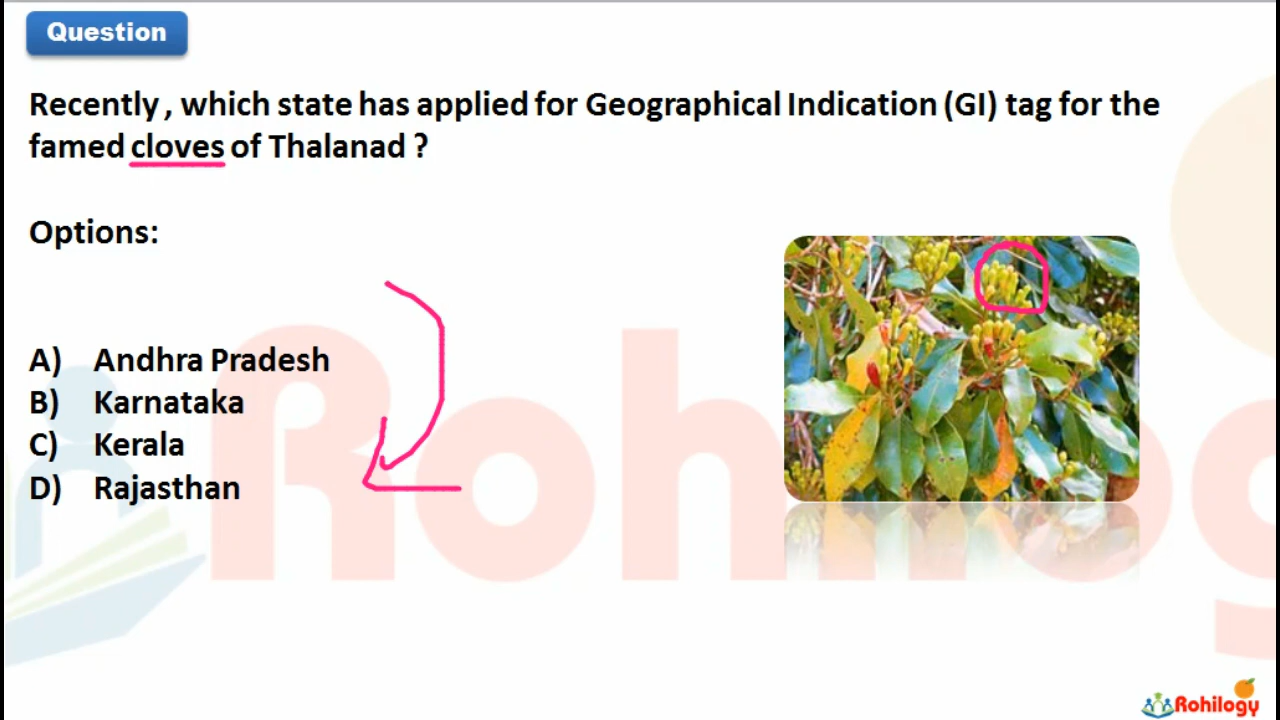 Question
Recently, which state has applied for Geographical Indication (GI) tag for the
famed cloves of Thalanad ?
Options:
A) Andhra Pradesh
B) Karnataka
C) Kerala
D) Rajasthan
Rohilogy